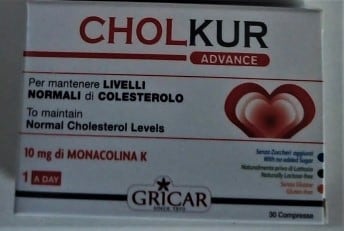 CHOLKUR
ADVANCE
Per mantenere LIVELLI
NORMALI di COLESTEROLO
To maintain
Normal Cholesterol Levels
10 mg di MONACOLINA K
Senza Zuccheri aggiunti
With no added Sugar
Naturalmente privo di Lattosio
Naturally Lactose-free
Senza Glutine
Gluten-free
1 A DAY
GRICAR
SINCE 1970
30 Compresse